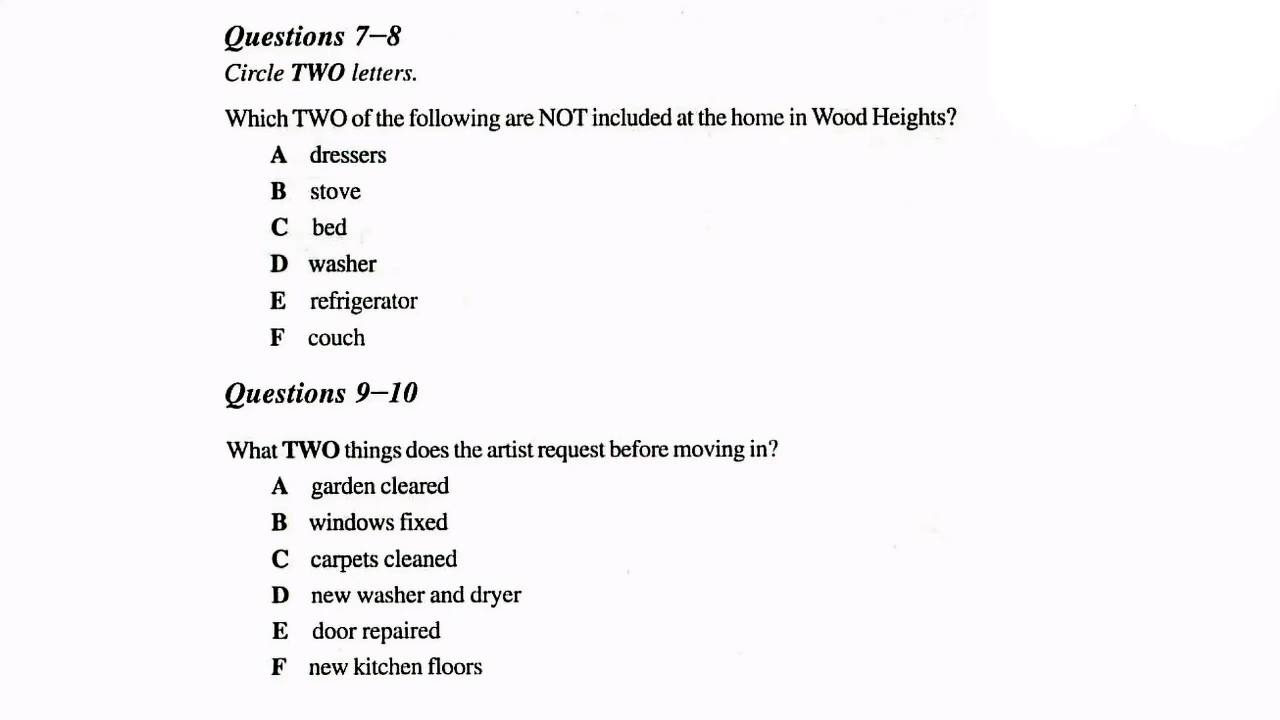 Questions 7–8
Circle TWO letters.
Which TWO of the following are NOT included at the home in Wood Heights?
A dressers
B stove
C bed
D washer
E refrigerator
F couch
Questions 9–10
What TWO things does the artist request before moving in?
A garden cleared
B windows fixed
C carpets cleaned
D new washer and dryer
E door repaired
F new kitchen floors